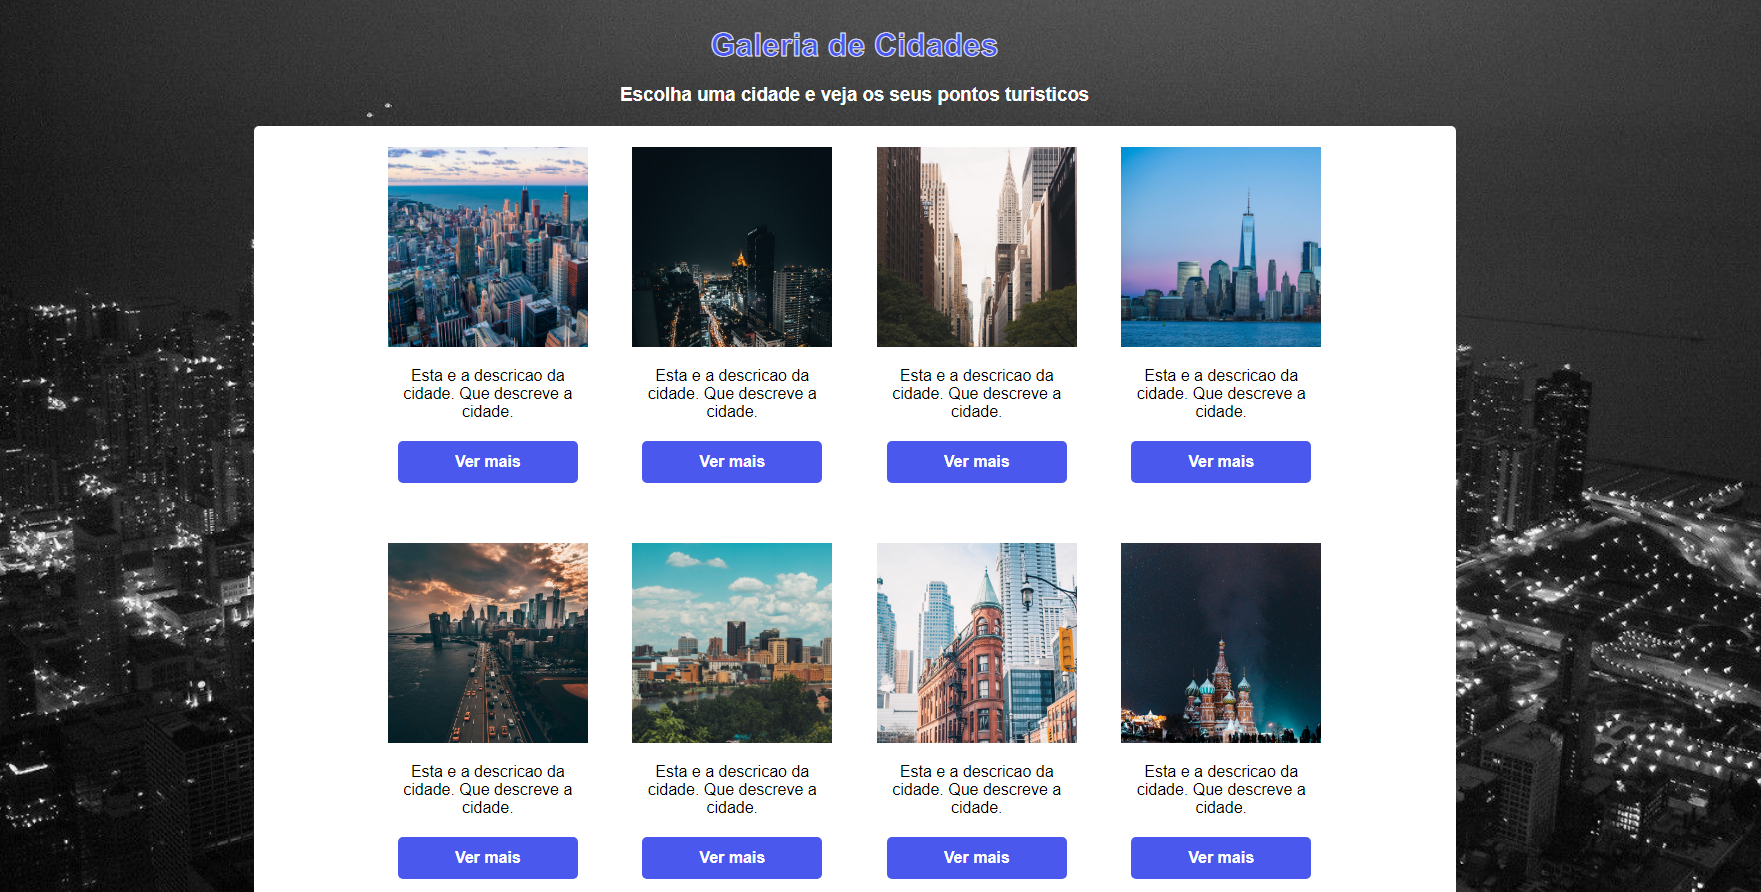 Galeria de Cidades
Escolha uma cidade e veja os seus pontos turisticos
Esta e a descricao da
cidade. Que descreve a
cidade.
Ver mais
Esta e a descricao da
cidade. Que descreve a
cidade.
Ver mais
Esta e a descricao da
cidade. Que descreve a
cidade.
Ver mais
Esta e a descricao da
cidade. Que descreve a
cidade.
Ver mais
Esta e a descricao da
cidade. Que descreve a
cidade.
Ver mais
Esta e a descricao da
cidade. Que descreve a
cidade.
Ver mais
Esta e a descricao da
cidade. Que descreve a
cidade.
Ver mais
Esta e a descricao da
cidade. Que descreve a
cidade.
Ver mais